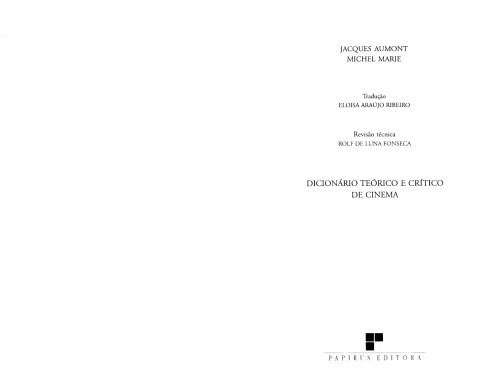 JACQUES AUMONT
MICHEL MARIE
Tradução
ELOISA ARAÚJO RIBEIRO
Revisão técnica
ROLF DE LUNA FONSECA
DICIONÁRIO TEÓRICO E CRÍTICO
DE CINEMA
PAPIRUS EDITORA